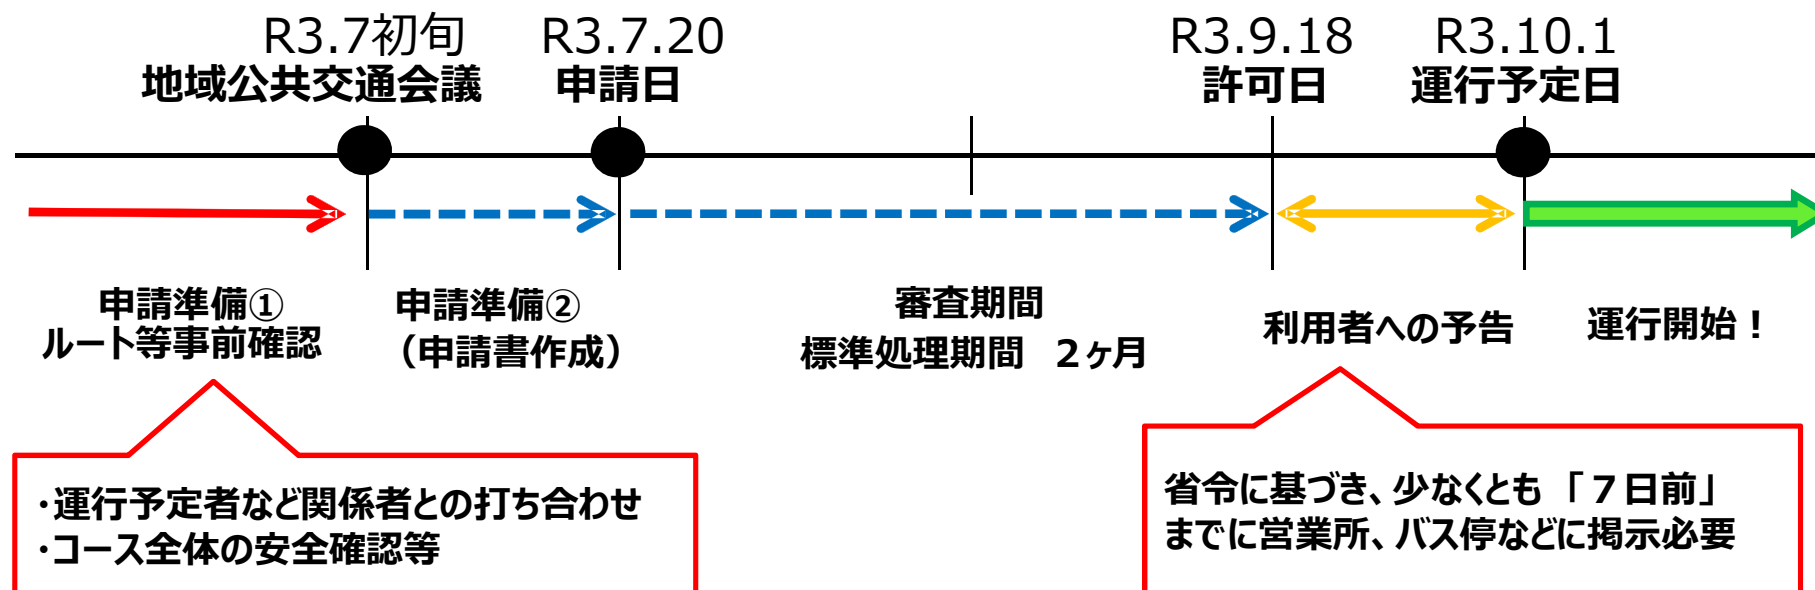 R3.7初旬
地域公共交通会議
R3.7.20
申請日
R3.9.18
許可日
R3.10.1
運行予定日
申請準備①
ルート等事前確認
申請準備②
（申請書作成）
審査期間
標準処理期間　２ヶ月
利用者への予告
運行開始！
・運行予定者など関係者との打ち合わせ
・コース全体の安全確認等
省令に基づき、少なくとも「７日前」
までに営業所、バス停などに掲示必要